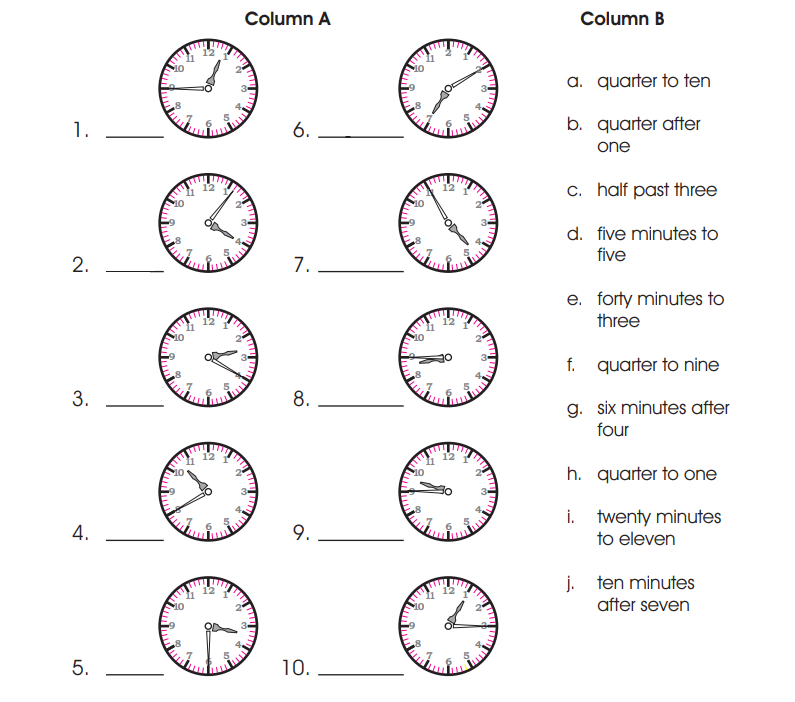 Column A
Column B
1. ______
2. ______
3. ______
4. ______
5. ______
6. ______
7. ______
8. ______
9. ______
10. ______
a. quarter to ten
b. quarter after
one
c. half past three
d. five minutes to
five
e. forty minutes to
three
f. quarter to nine
g. six minutes after
four
h. quarter to one
i. twenty minutes
to eleven
j. ten minutes
after seven